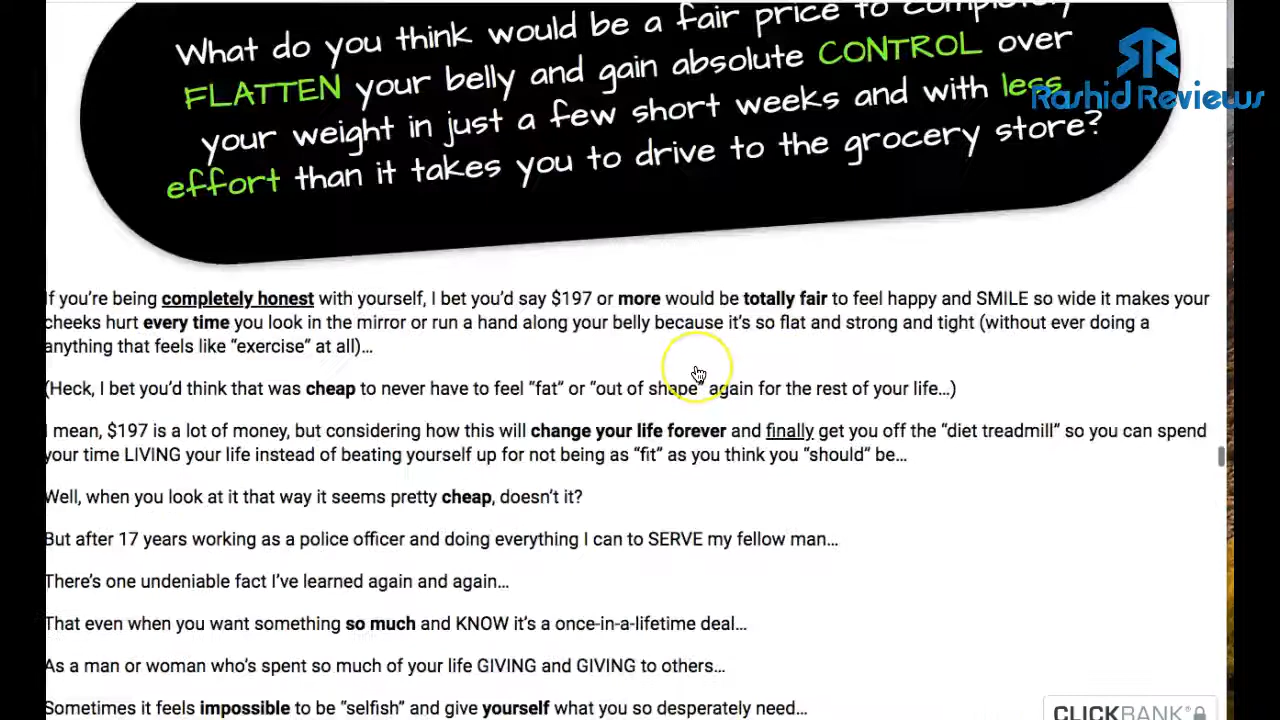 What do you think would be a fair price to completely
FLATTEN your belly and gain absolute CONTROL over
your weight in just a few short weeks and with less
effort than it takes you to drive to the grocery store?
Rashid Reviews
If you’re being completely honest with yourself, I bet you’d say $197 or more would be totally fair to feel happy and SMILE so wide it makes your
cheeks hurt every time you look in the mirror or run a hand along your belly because it’s so flat and strong and tight (without ever doing a
anything that feels like “exercise” at all)…
(Heck, I bet you’d think that was cheap to never have to feel “fat” or “out of shape” again for the rest of your life…)
I mean, $197 is a lot of money, but considering how this will change your life forever and finally get you off the “diet treadmill” so you can spend
your time LIVING your life instead of beating yourself up for not being as “fit” as you think you “should” be…
Well, when you look at it that way it seems pretty cheap, doesn’t it?
But after 17 years working as a police officer and doing everything I can to SERVE my fellow man…
There’s one undeniable fact I’ve learned again and again…
That even when you want something so much and KNOW it’s a once-in-a-lifetime deal…
As a man or woman who’s spent so much of your life GIVING and GIVING to others…
Sometimes it feels impossible to be “selfish” and give yourself what you so desperately need…
CLICKBANK